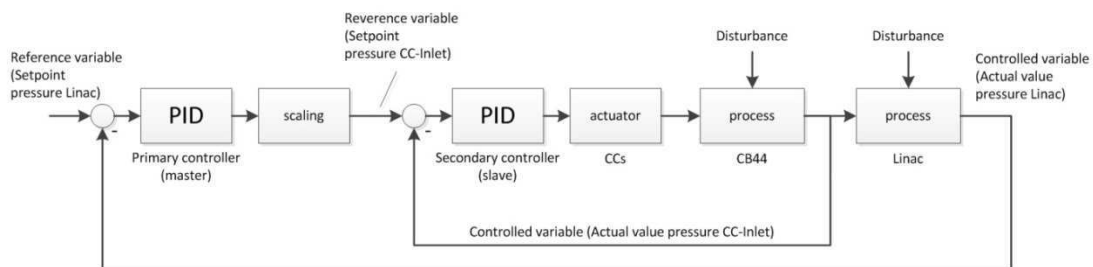 Reference variable
(Setpoint
pressure Linac)
-
PID
Primary controller
(master)
scaling
Reverence variable
(Setpoint
pressure CC-Inlet)
-
PID
Secondary controller
(slave)
actuator
CCs
Disturbance
process
CB44
Disturbance
process
Linac
Controlled variable
(Actual value
pressure Linac)
Controlled variable (Actual value pressure CC-Inlet)